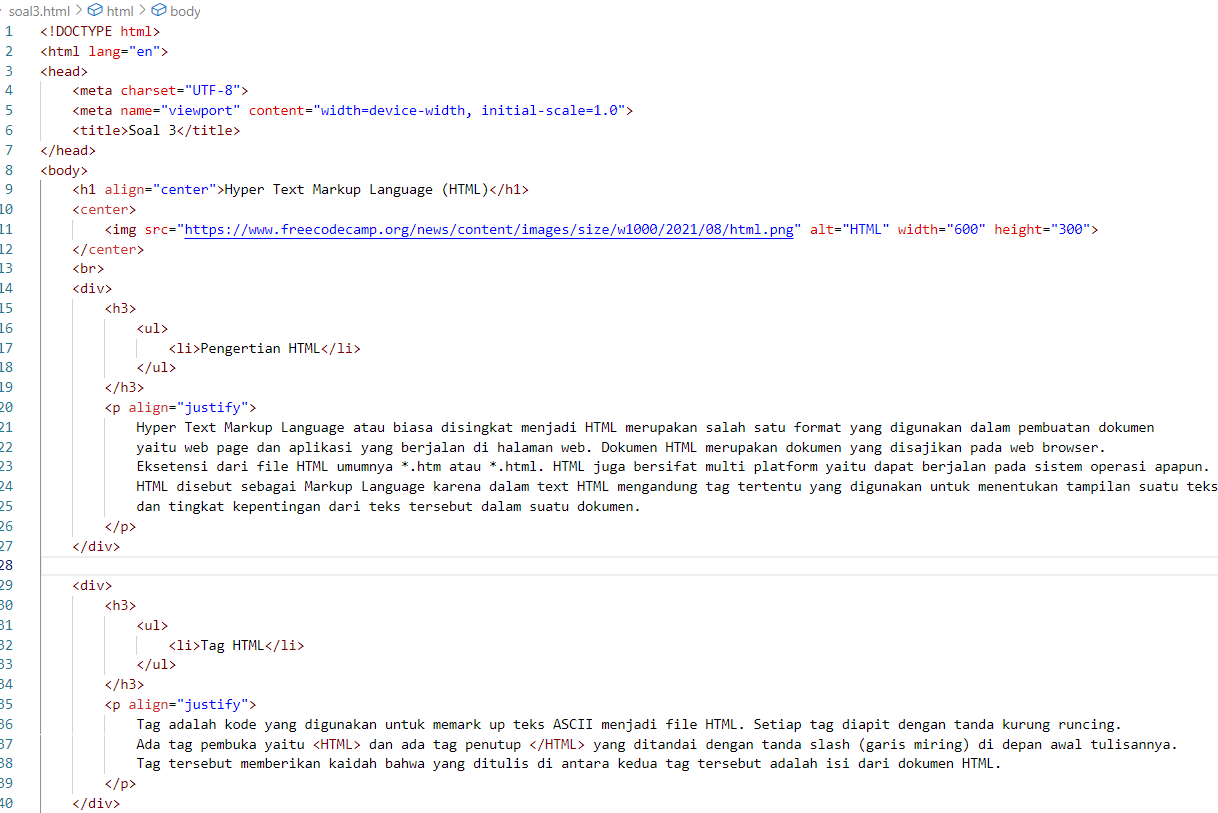 soal3.html > html > body
1 <!DOCTYPE html>
2 <html lang="en">
3 <head>
4     <meta charset="UTF-8">
5     <meta name="viewport" content="width=device-width, initial-scale=1.0">
6     <title>Soal 3</title>
7 </head>
8 <body>
9     <h1 align="center">Hyper Text Markup Language (HTML)</h1>
10     <center>
11         <img src="https://www.freecodecamp.org/news/content/images/size/w1000/2021/08/html.png" alt="HTML" width="600" height="300">
12     </center>
13     <br>
14     <div>
15         <h3>
16             <ul>
17                 <li>Pengertian HTML</li>
18             </ul>
19         </h3>
20         <p align="justify">
21             Hyper Text Markup Language atau biasa disingkat menjadi HTML merupakan salah satu format yang digunakan dalam pembuatan dokumen
22             yaitu web page dan aplikasi yang berjalan di halaman web. Dokumen HTML merupakan dokumen yang disajikan pada web browser.
23             Eksetensi dari file HTML umumnya *.htm atau *.html. HTML juga bersifat multi platform yaitu dapat berjalan pada sistem operasi apapun.
24             HTML disebut sebagai Markup Language karena dalam text HTML mengandung tag tertentu yang digunakan untuk menentukan tampilan suatu teks
25             dan tingkat kepentingan dari teks tersebut dalam suatu dokumen.
26         </p>
27     </div>
28
29     <div>
30         <h3>
31             <ul>
32                 <li>Tag HTML</li>
33             </ul>
34         </h3>
35         <p align="justify">
36             Tag adalah kode yang digunakan untuk memark up teks ASCII menjadi file HTML. Setiap tag diapit dengan tanda kurung runcing.
37             Ada tag pembuka yaitu <HTML> dan ada tag penutup </HTML> yang ditandai dengan tanda slash (garis miring) di depan awal tulisannya.
38             Tag tersebut memberikan kaidah bahwa yang ditulis di antara kedua tag tersebut adalah isi dari dokumen HTML.
39         </p>
40     </div>